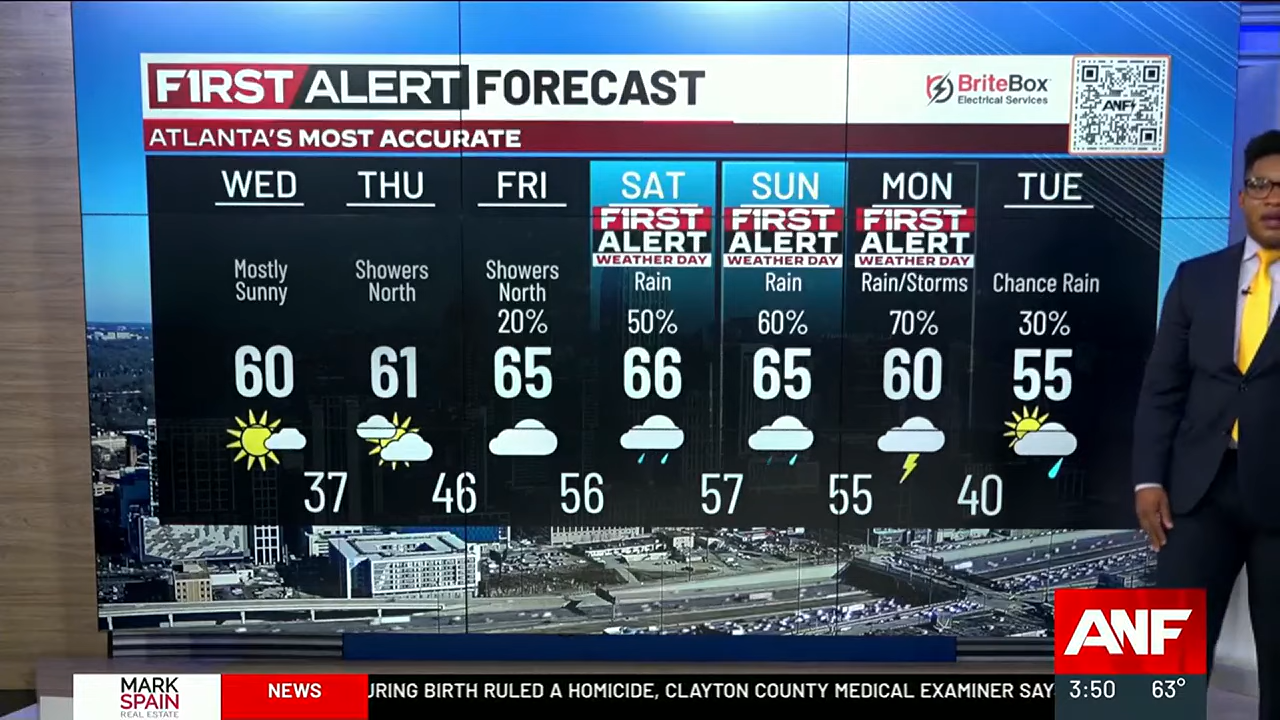 FIRST ALERT FORECAST
BriteBox
Electrical Services
ANF
ATLANTA'S MOST ACCURATE
WED THU FRI SAT SUN MON TUE
FIRST ALERT WEATHER DAY
FIRST ALERT WEATHER DAY
FIRST ALERT WEATHER DAY
Mostly Sunny
Showers North
Showers North
Rain
Rain
Rain/Storms
Chance Rain
20% 50% 60% 70% 30%
60 61 65 66 65 60 55
37 46 56 57 55 40
ANF
MARK
SPAIN
REAL ESTATE
NEWS
URING BIRTH RULED A HOMICIDE, CLAYTON COUNTY MEDICAL EXAMINER SAY
3:50 63°